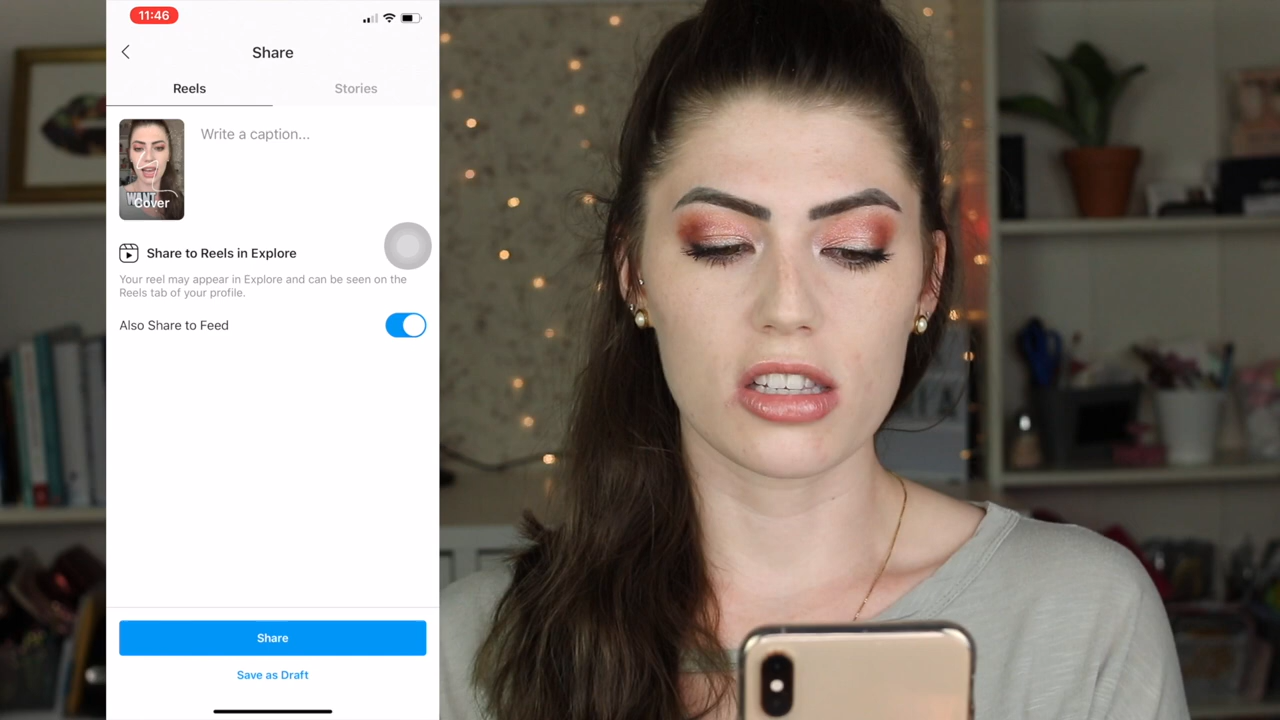 11:46
Share
Reels
Stories
Write a caption...
WANT
Cover
Share to Reels in Explore
Your reel may appear in Explore and can be seen on the
Reels tab of your profile.
Also Share to Feed
Share
Save as Draft